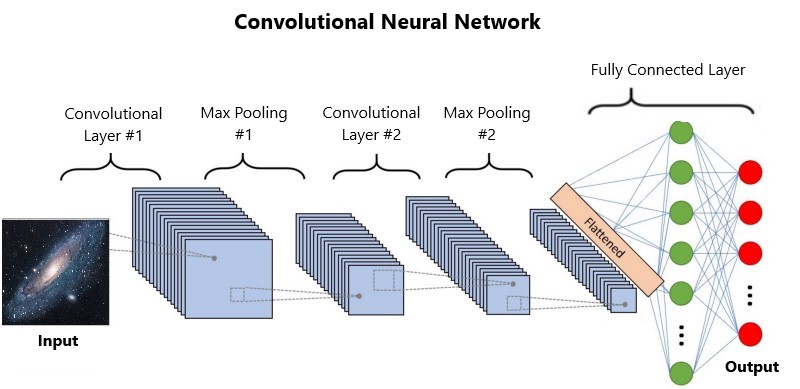 Convolutional Neural Network
Fully Connected Layer
Convolutional
Layer #1
Max Pooling
#1
Convolutional
Layer #2
Max Pooling
#2
Flattened
Input
Output